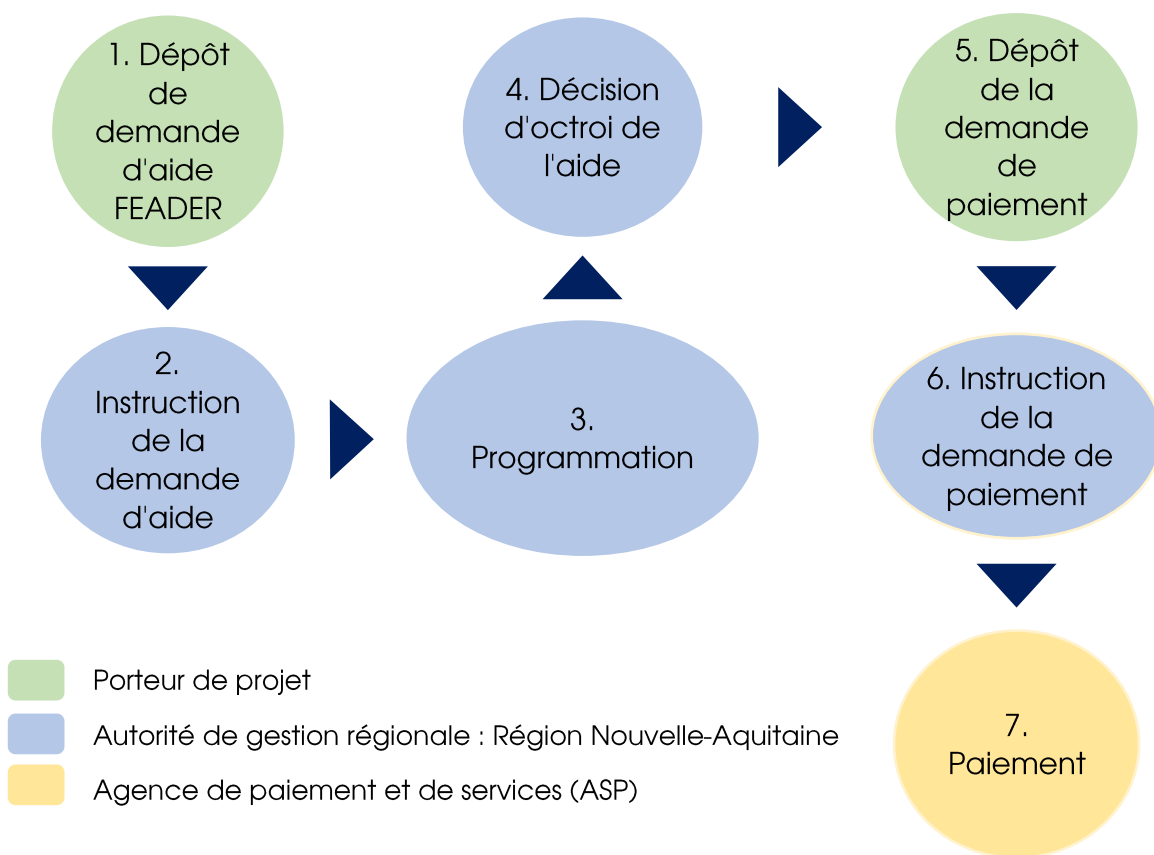 1. Dépôt
de
demande
d'aide
FEADER
2.
Instruction
de la
demande
d'aide
3.
Programmation
4. Décision
d'octroi de
l'aide
5. Dépôt
de la
demande
de
paiement
6. Instruction
de la
demande de
paiement
7.
Paiement
Porteur de projet
Autorité de gestion régionale : Région Nouvelle-Aquitaine
Agence de paiement et de services (ASP)